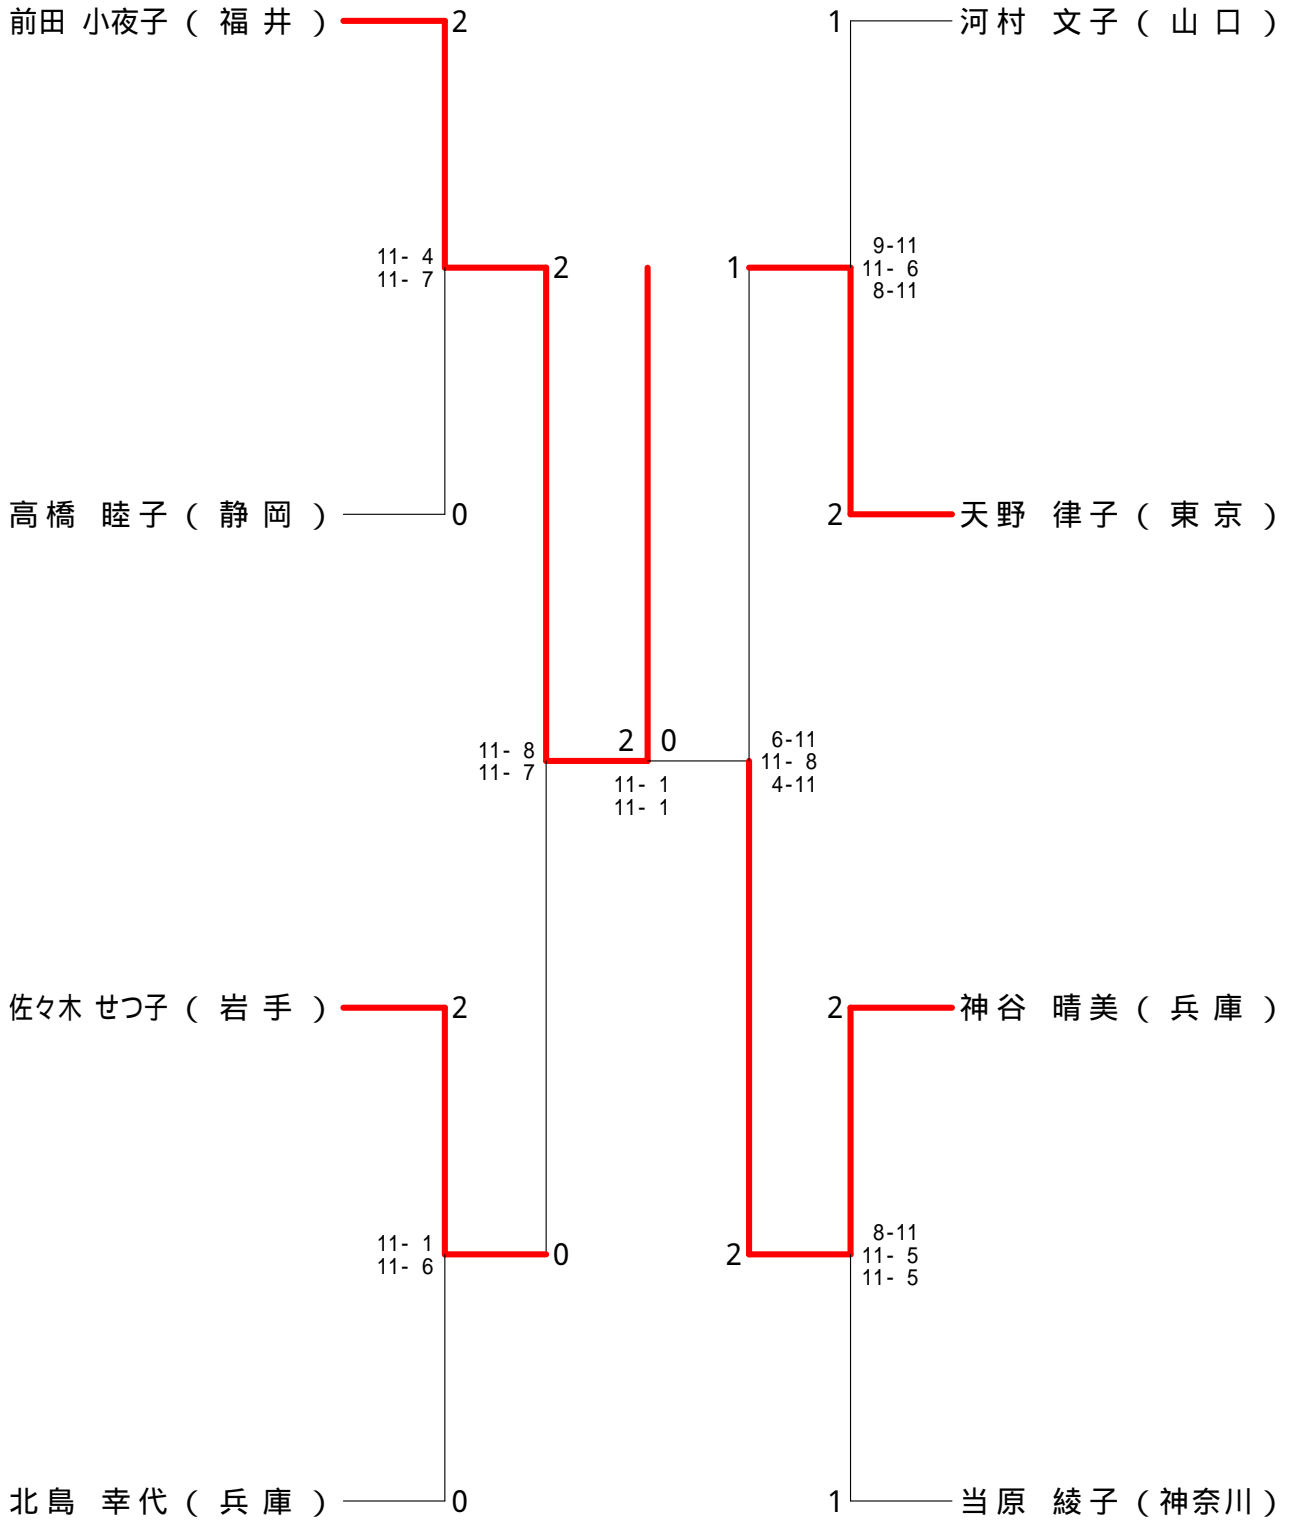 前田 小夜子 ( 福 井 ) 2
1 河村 文子 ( 山 口 )
11- 4
11- 7
2
1
9-11
11- 6
8-11
高橋 睦子 ( 静 岡 ) 0
2 天野 律子 ( 東 京 )
11- 8
11- 7
2 0
11- 1
11- 1
6-11
11- 8
4-11
佐々木 せつ子 ( 岩 手 ) 2
2 神谷 晴美 ( 兵 庫 )
11- 1
11- 6
0
2
8-11
11- 5
11- 5
北島 幸代 ( 兵 庫 ) 0
1 当原 綾子 ( 神奈川 )